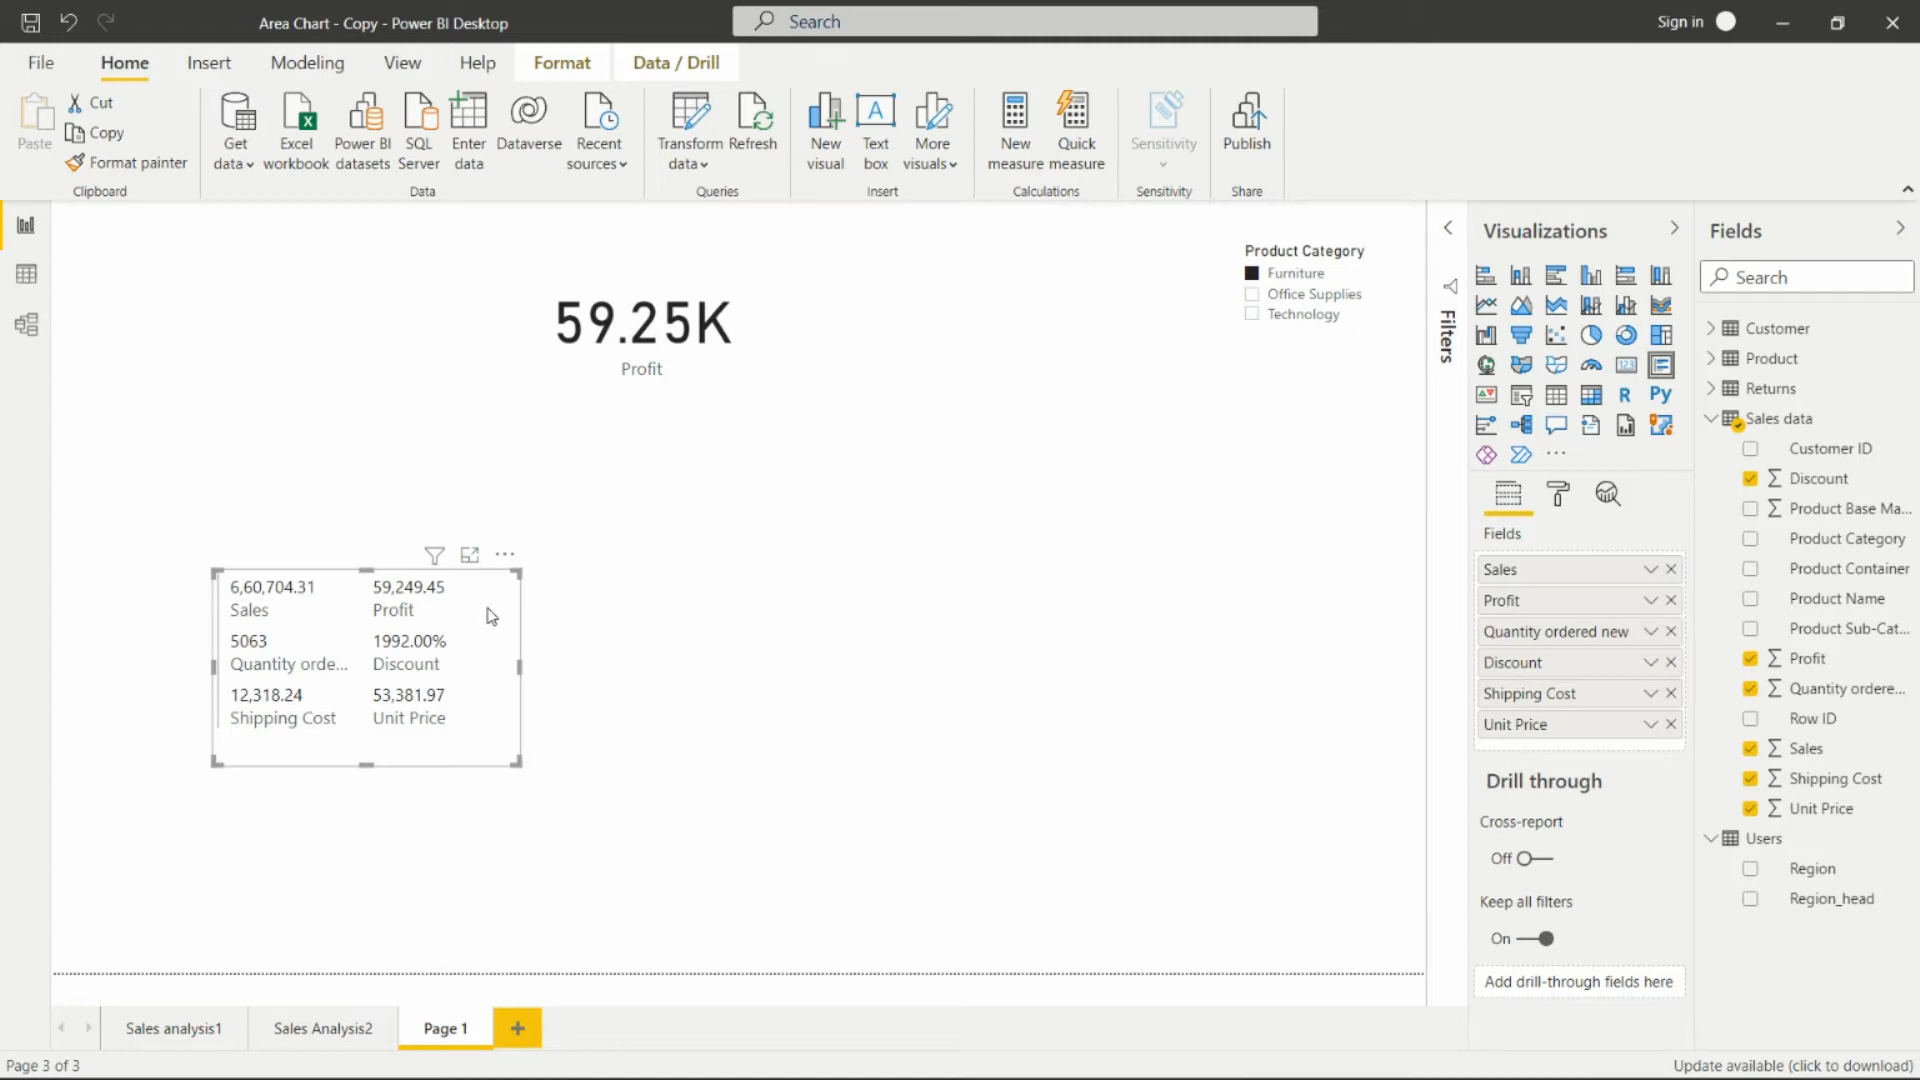 Area Chart - Copy - Power BI Desktop
Search
Sign in
File
Home
Insert
Modeling
View
Help
Format
Data / Drill
Paste
Cut
Copy
Format painter
Clipboard
Get data
Excel workbook
Power BI datasets
SQL Server
Enter data
Dataverse
Recent sources
Data
Transform data
Refresh
Queries
New visual
A
Text box
More visuals
Insert
New measure
Quick measure
Calculations
Sensitivity
Sensitivity
Publish
Share
59.25K
Profit
Product Category
Furniture
Office Supplies
Technology
6,60,704.31 59,249.45
Sales Profit
5063 1992.00%
Quantity orde... Discount
12,318.24 53,381.97
Shipping Cost Unit Price
Filters
Visualizations
123
R
Py
Fields
Sales
Profit
Quantity ordered new
Discount
Shipping Cost
Unit Price
Drill through
Cross-report
Off
Keep all filters
On
Add drill-through fields here
Fields
Search
Customer
Product
Returns
Sales data
Customer ID
Discount
Product Base Ma...
Product Category
Product Container
Product Name
Product Sub-Cat...
Profit
Quantity ordere...
Row ID
Sales
Shipping Cost
Unit Price
Users
Region
Region_head
Sales analysis1
Sales Analysis2
Page 1
Page 3 of 3
Update available (click to download)